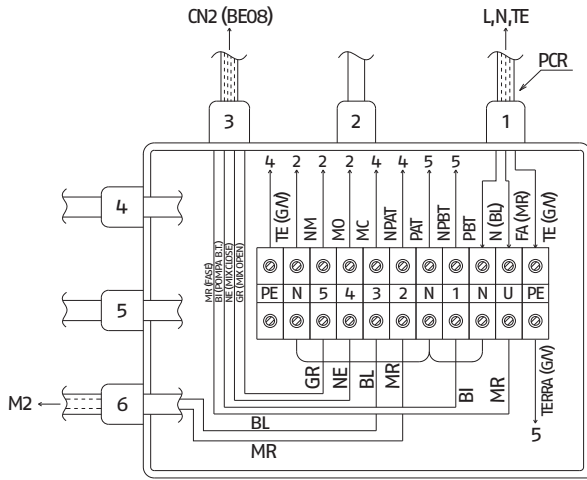 CN2 (BE08)
L,N,TE
PCR
3
2
1
4
2
2
2
4
4
5
5
TE (G/V)
NM
MO
MC
NPAT
PAT
NPBT
PBT
N (BL)
FA (MR)
TE (G/V)
4
5
6
M2
MR (FASE)
BI (POMPA B.T.)
NE (MIX CLOSE)
GR (MIX OPEN)
PE N 5 4 3 2 N 1 N U PE
GR
NE
BL
MR
BI
MR
TERRA (G/V)
5
BL
MR